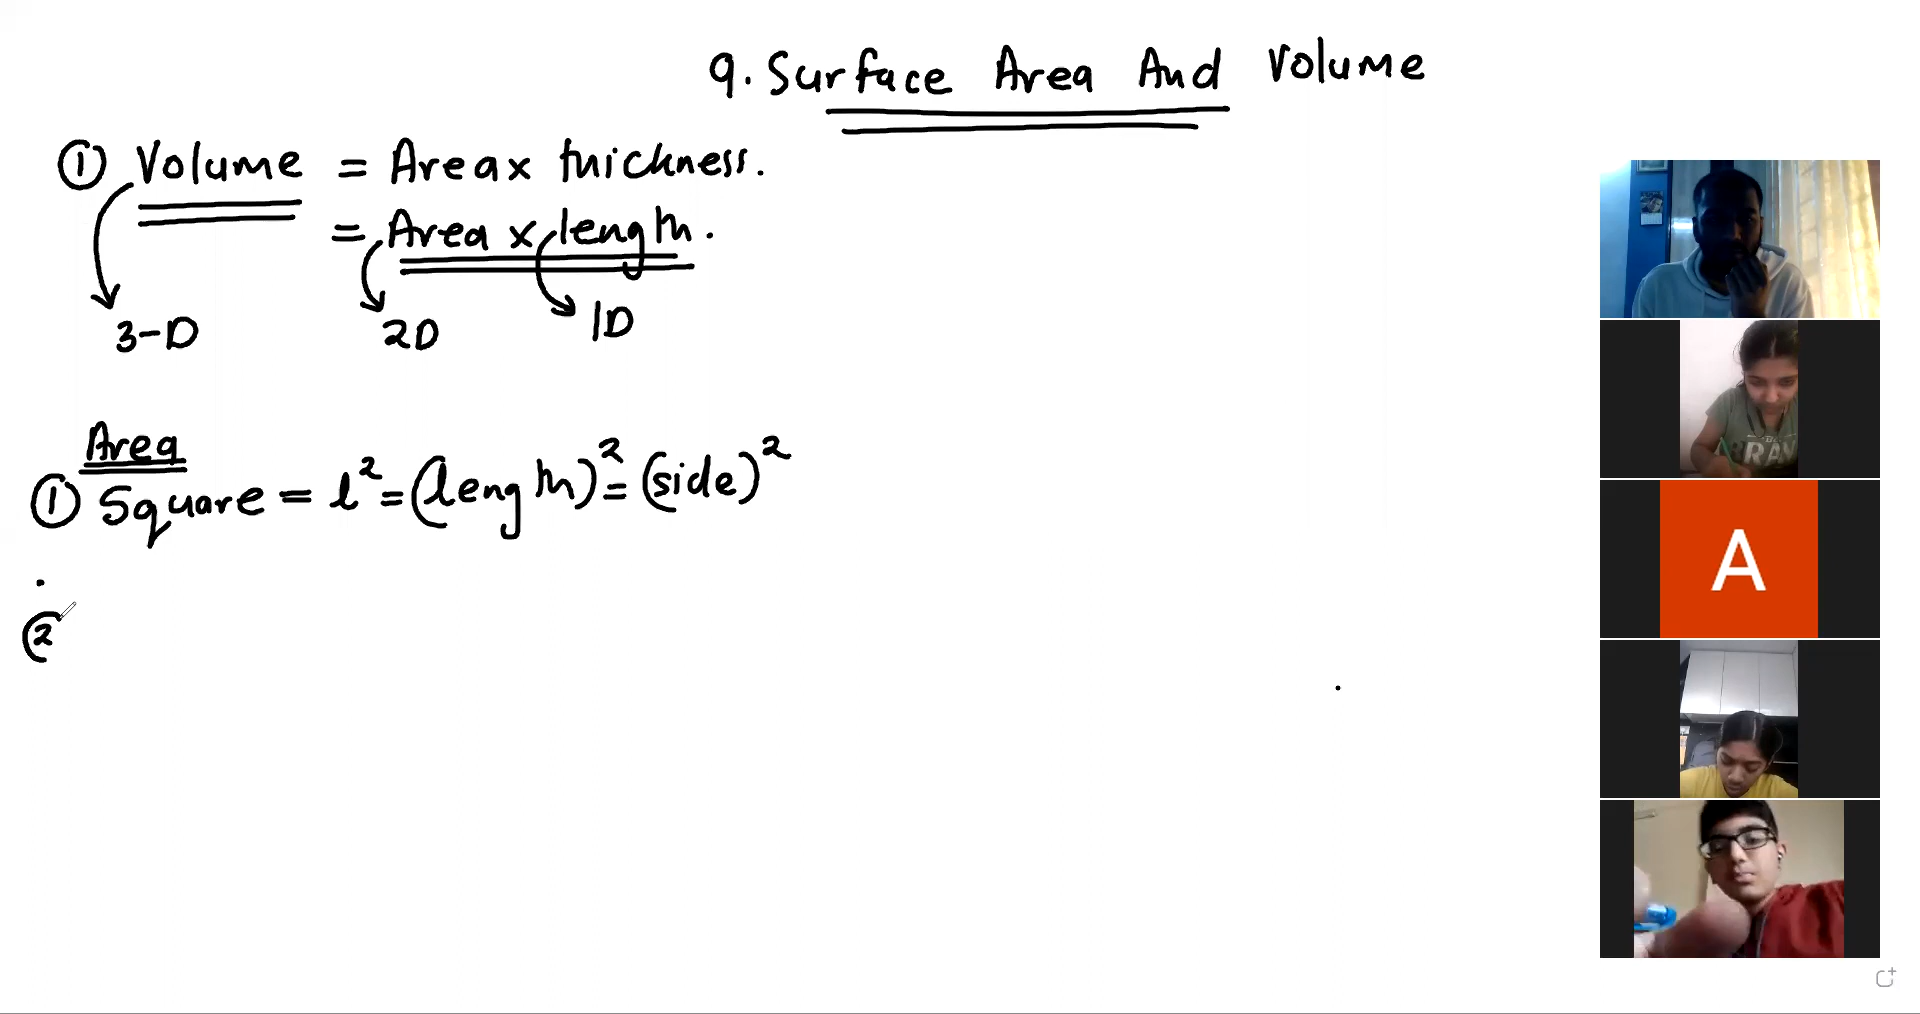 9. Surface Area And Volume
① Volume = Area x thickness.
= Area x length.
3-D 2D 1D
Area
① Square = l² = (length)² = (side)²
②
A